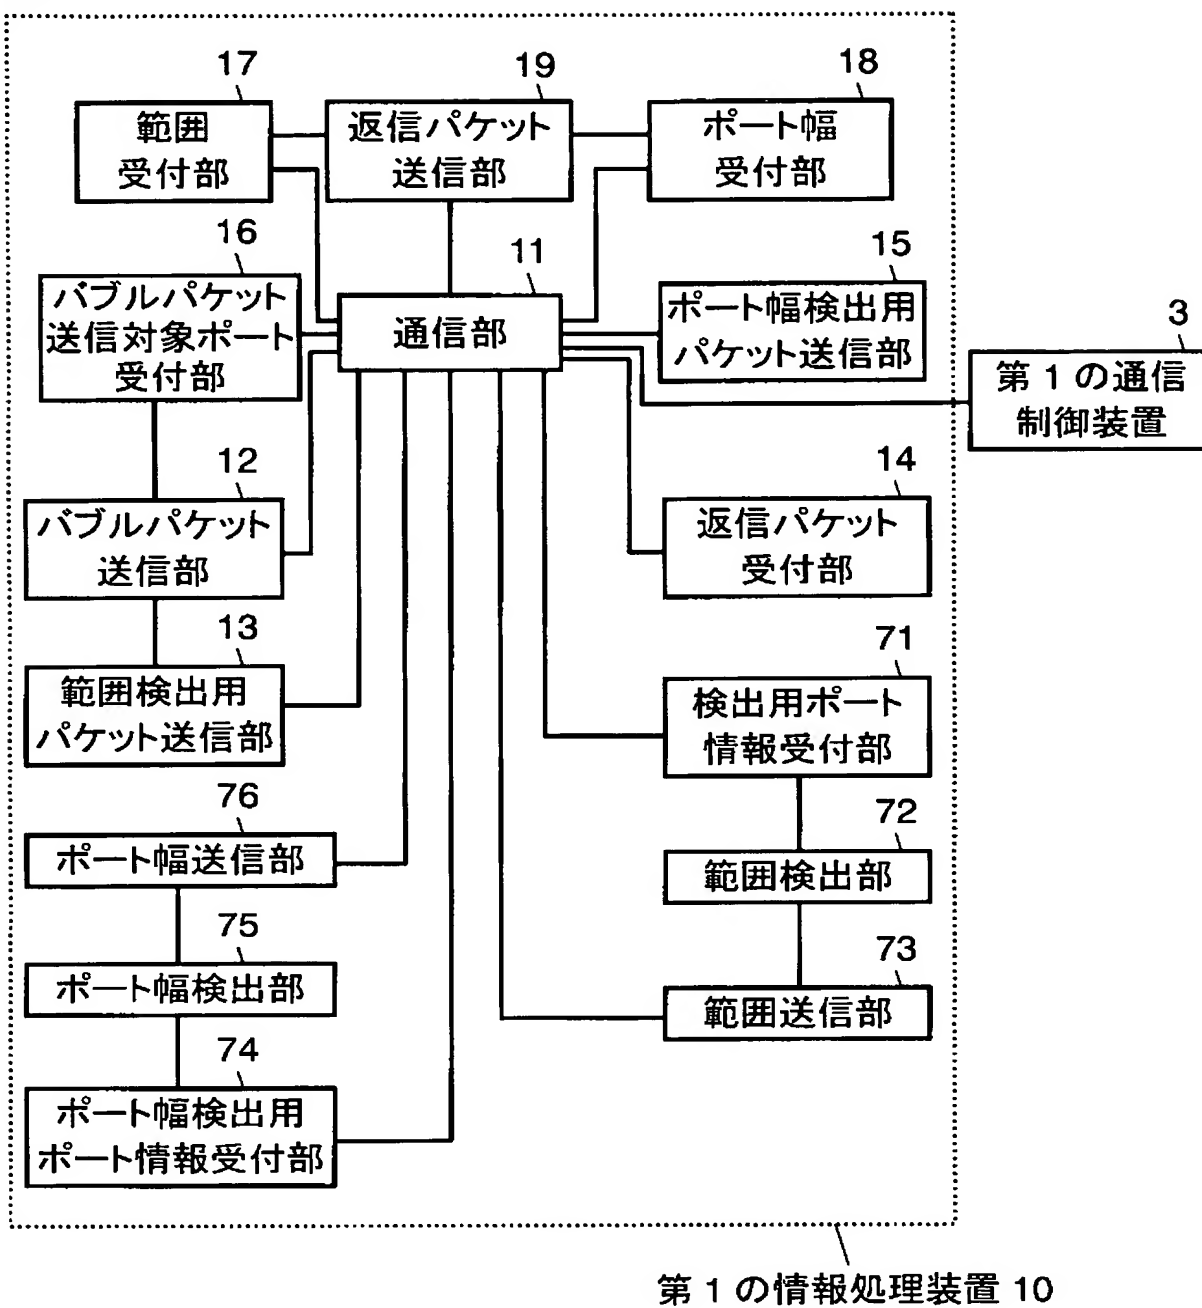 17
範囲
受付部
19
返信パケット
送信部
18
ポート幅
受付部
16
バブルパケット
送信対象ポート
受付部
11
通信部
15
ポート幅検出用
パケット送信部
3
第1の通信
制御装置
12
バブルパケット
送信部
14
返信パケット
受付部
13
範囲検出用
パケット送信部
71
検出用ポート
情報受付部
76
ポート幅送信部
72
範囲検出部
75
ポート幅検出部
73
範囲送信部
74
ポート幅検出用
ポート情報受付部
第1の情報処理装置10